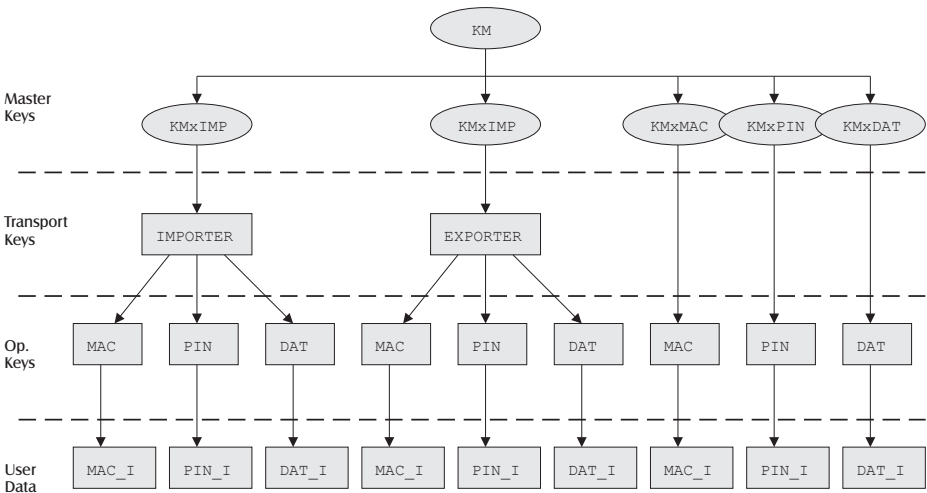 KM
Master
Keys
KMxIMP KMxIMP KMxMAC KMxPIN KMxDAT
Transport
Keys
IMPORTER EXPORTER
Op.
Keys
MAC PIN DAT MAC PIN DAT MAC PIN DAT
User
Data
MAC_I PIN_I DAT_I MAC_I PIN_I DAT_I MAC_I PIN_I DAT_I